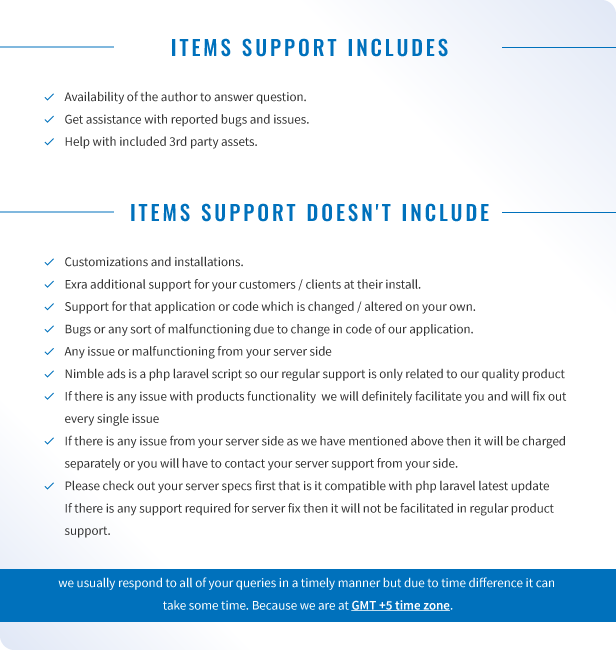 ITEMS SUPPORT INCLUDES
Availability of the author to answer question.
Get assistance with reported bugs and issues.
Help with included 3rd party assets.
ITEMS SUPPORT DOESN'T INCLUDE
Customizations and installations.
Exra additional support for your customers / clients at their install.
Support for that application or code which is changed / altered on your own.
Bugs or any sort of malfunctioning due to change in code of our application.
Any issue or malfunctioning from your server side
Nimble ads is a php laravel script so our regular support is only related to our quality product
If there is any issue with products functionality  we will definitely facilitate you and will fix out
every single issue
If there is any issue from your server side as we have mentioned above then it will be charged
separately or you will have to contact your server support from your side.
Please check out your server specs first that is it compatible with php laravel latest update
If there is any support required for server fix then it will not be facilitated in regular product
support.
we usually respond to all of your queries in a timely manner but due to time difference it can
take some time. Because we are at GMT +5 time zone.